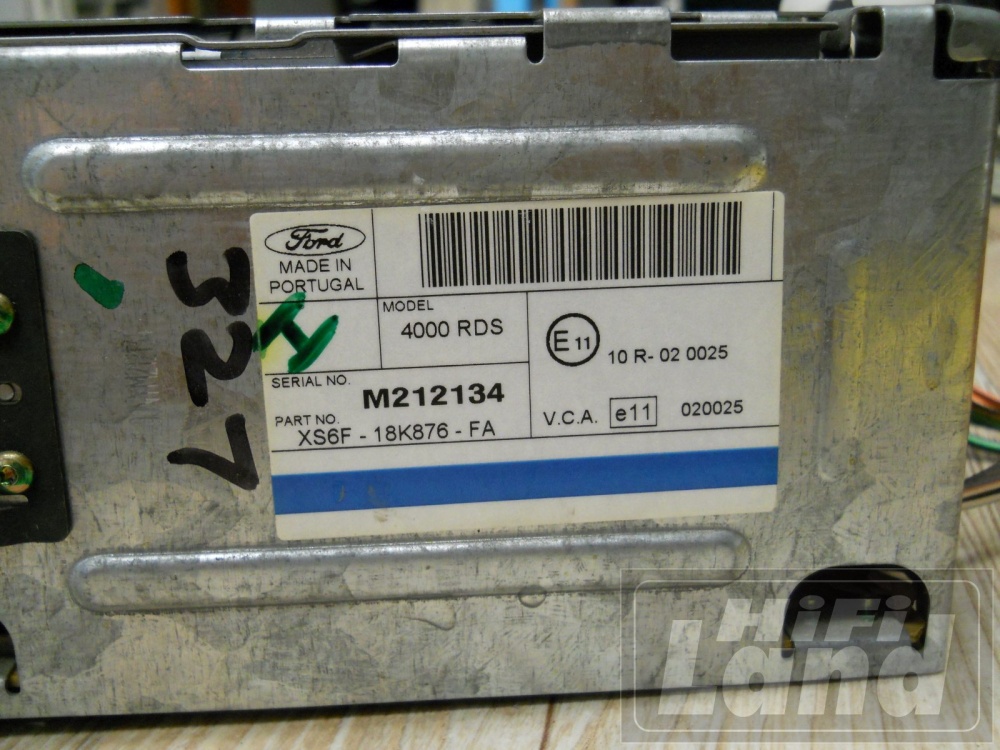 Ford
MADE IN
PORTUGAL
MODEL
4000 RDS
SERIAL NO.
M212134
PART NO.
XS6F - 18K876 - FA
E11
10 R- 02 0025
V.C.A. e11 020025
327
H
HiFi
Land